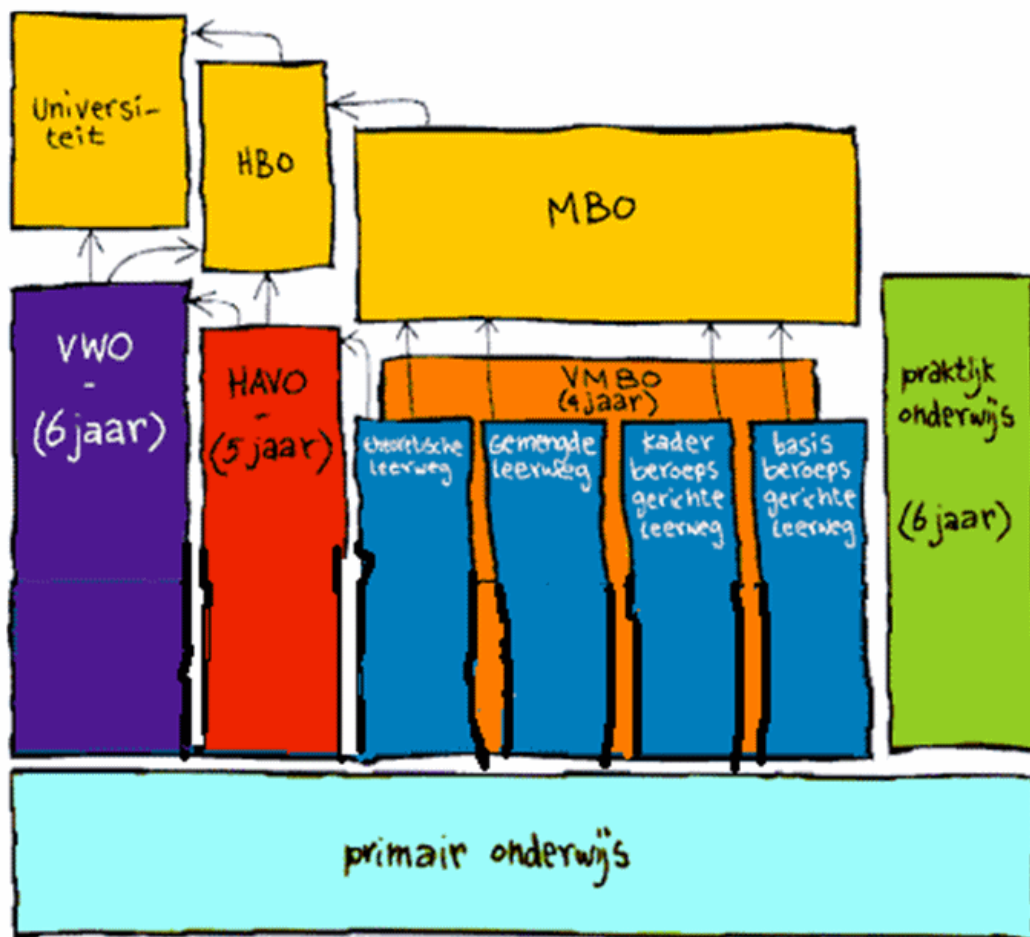 Universi-
teit
HBO
MBO
VWO
-
(6 jaar)
HAVO
-
(5 jaar)
VMBO
(4 jaar)
theoretische
leerweg
Gemengde
leerweg
kader
beroeps
gerichte
leerweg
basis
beroeps
gerichte
leerweg
praktijk
onderwijs
(6 jaar)
primair onderwijs